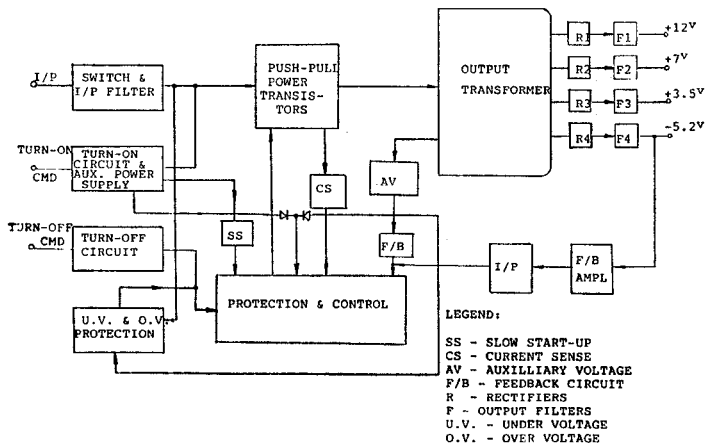 I/P
SWITCH &
I/P FILTER
PUSH-PULL
POWER
TRANSIS-
TORS
OUTPUT
TRANSFORMER
R1
F1
+12V
R2
F2
+7V
R3
F3
+3.5V
R4
F4
-5.2V
TURN-ON
CMD
TURN-ON
CIRCUIT &
AUX. POWER
SUPPLY
CS
AV
SS
F/B
TURN-OFF
CMD
TURN-OFF
CIRCUIT
I/P
F/B
AMPL
U.V. & O.V.
PROTECTION
PROTECTION & CONTROL
LEGEND:
SS - SLOW START-UP
CS - CURRENT SENSE
AV - AUXILLIARY VOLTAGE
F/B - FEEDBACK CIRCUIT
R - RECTIFIERS
F - OUTPUT FILTERS
U.V. - UNDER VOLTAGE
O.V. - OVER VOLTAGE